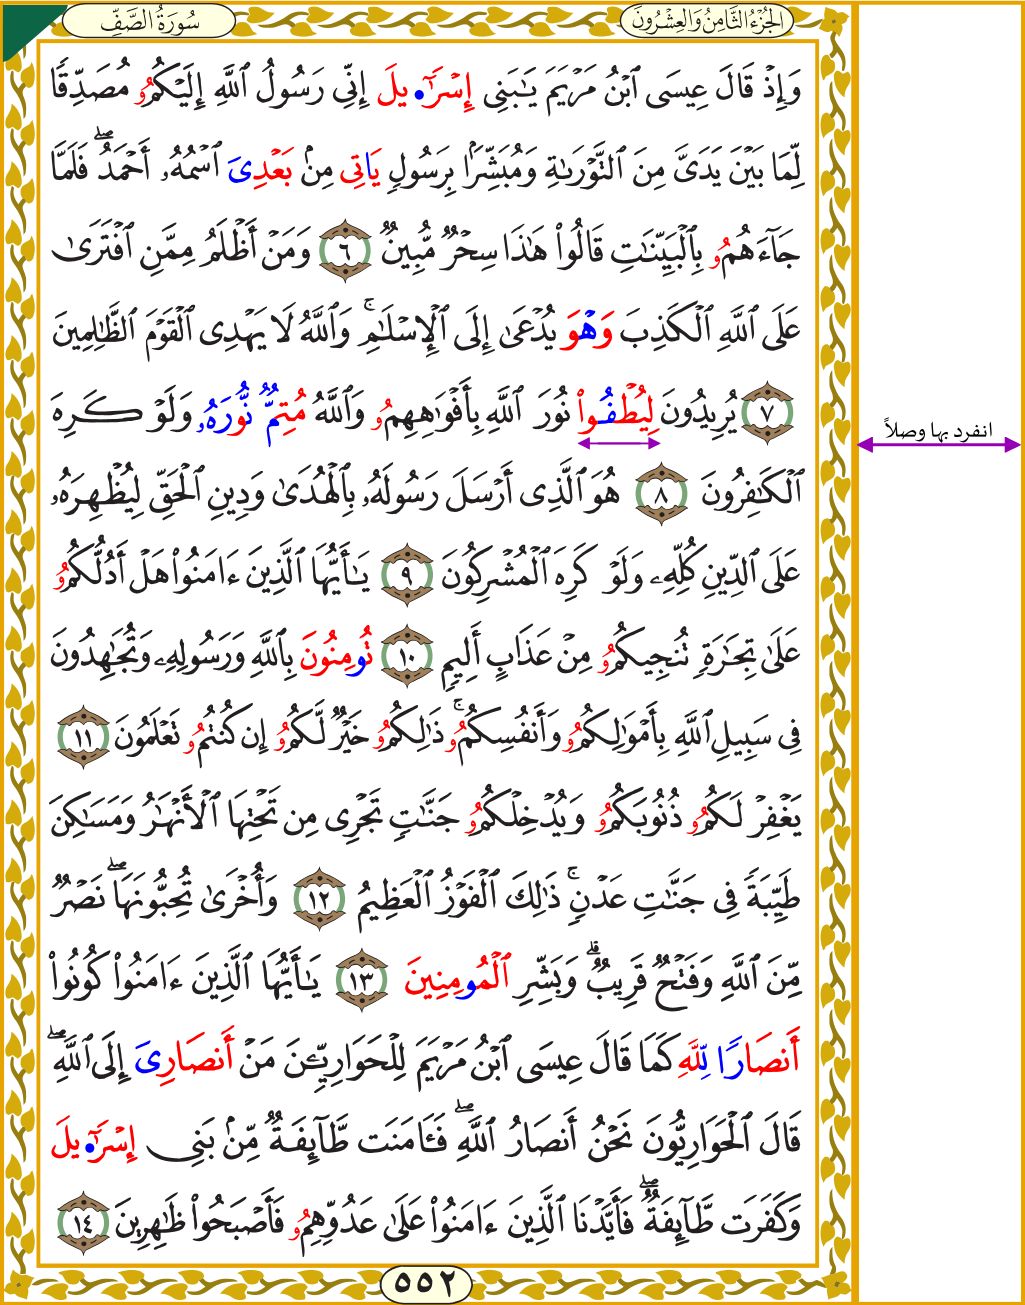 الجُزْءُ الثَّامِنُ وَالعِشْرُونَ
سُورَةُ الصَّفِّ
وَإِذْ قَالَ عِيسَى ٱبْنُ مَرْيَمَ يَٰبَنِى إِسْرَآٰ•يلَ إِنِّى رَسُولُ ٱللَّهِ إِلَيْكُمُۥ مُصَدِّقًا
لِّمَا بَيْنَ يَدَىَّ مِنَ ٱلتَّوْرَىٰةِ وَمُبَشِّرًۢا بِرَسُولٍ يَاتِى مِنۢ بَعْدِىَ ٱسْمُهُۥ أَحْمَدُ ۖ فَلَمَّا
جَآءَهُمُۥ بِٱلْبَيِّنَٰتِ قَالُوا۟ هَٰذَا سِحْرٌ مُّبِينٌ ٦ وَمَنْ أَظْلَمُ مِمَّنِ ٱفْتَرَىٰ
عَلَى ٱللَّهِ ٱلْكَذِبَ وَهْوَ يُدْعَىٰٓ إِلَى ٱلْإِسْلَٰمِ ۚ وَٱللَّهُ لَا يَهْدِى ٱلْقَوْمَ ٱلظَّٰلِمِينَ
٧ يُرِيدُونَ لِيُطْفُوا۟ نُورَ ٱللَّهِ بِأَفْوَٰهِهِمُۥ وَٱللَّهُ مُتِمٌّ نُّورَهُۥ وَلَوْ كَرِهَ
انفرد بها وصلاً
ٱلْكَٰفِرُونَ ٨ هُوَ ٱلَّذِى أَرْسَلَ رَسُولَهُۥ بِٱلْهُدَىٰ وَدِينِ ٱلْحَقِّ لِيُظْهِرَهُۥ
عَلَى ٱلدِّينِ كُلِّهِۦ وَلَوْ كَرِهَ ٱلْمُشْرِكُونَ ٩ يَٰٓأَيُّهَا ٱلَّذِينَ ءَامَنُوا۟ هَلْ أَدُلُّكُمُۥ
عَلَىٰ تِجَٰرَةٍ تُنجِيكُمُۥ مِنْ عَذَابٍ أَلِيمٍ ١٠ تُومِنُونَ بِٱللَّهِ وَرَسُولِهِۦ وَتُجَٰهِدُونَ
فِى سَبِيلِ ٱللَّهِ بِأَمْوَٰلِكُمُۥ وَأَنفُسِكُمُۥ ۚ ذَٰلِكُمُۥ خَيْرٌ لَّكُمُۥ إِن كُنتُمُۥ تَعْلَمُونَ ١١
يَغْفِرْ لَكُمُۥ ذُنُوبَكُمُۥ وَيُدْخِلْكُمُۥ جَنَّٰتٍ تَجْرِى مِن تَحْتِهَا ٱلْأَنْهَٰرُ وَمَسَٰكِنَ
طَيِّبَةً فِى جَنَّٰتِ عَدْنٍ ۚ ذَٰلِكَ ٱلْفَوْزُ ٱلْعَظِيمُ ١٢ وَأُخْرَىٰ تُحِبُّونَهَا ۖ نَصْرٌ
مِّنَ ٱللَّهِ وَفَتْحٌ قَرِيبٌ ۗ وَبَشِّرِ ٱلْمُومِنِينَ ١٣ يَٰٓأَيُّهَا ٱلَّذِينَ ءَامَنُوا۟ كُونُوا۟
أَنصَارًا لِّلَّهِ كَمَا قَالَ عِيسَى ٱبْنُ مَرْيَمَ لِلْحَوَارِيِّۦنَ مَنْ أَنصَارِىَ إِلَى ٱللَّهِ ۖ
قَالَ ٱلْحَوَارِيُّونَ نَحْنُ أَنصَارُ ٱللَّهِ ۖ فَـَٔامَنَت طَّآئِفَةٌ مِّنۢ بَنِى إِسْرَآٰ•يلَ
وَكَفَرَت طَّآئِفَةٌ ۖ فَأَيَّدْنَا ٱلَّذِينَ ءَامَنُوا۟ عَلَىٰ عَدُوِّهِمُۥ فَأَصْبَحُوا۟ ظَٰهِرِينَ ١٤
٥٥٢